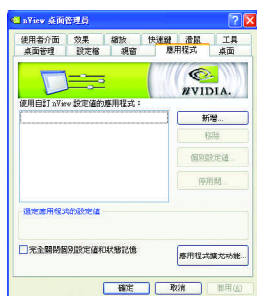 nView 桌面管理員
使用者介面 效果 縮放 快速鍵 滑鼠 工具
桌面管理 設定檔 視窗 應用程式 桌面
nVIDIA.
使用自訂 nView 設定值的應用程式：
新增...
移除
個別設定值...
停用關...
選定應用程式的設定值
完全關閉個別設定值和狀態記憶
應用程式擴充功能...
確定 取消 套用(A)